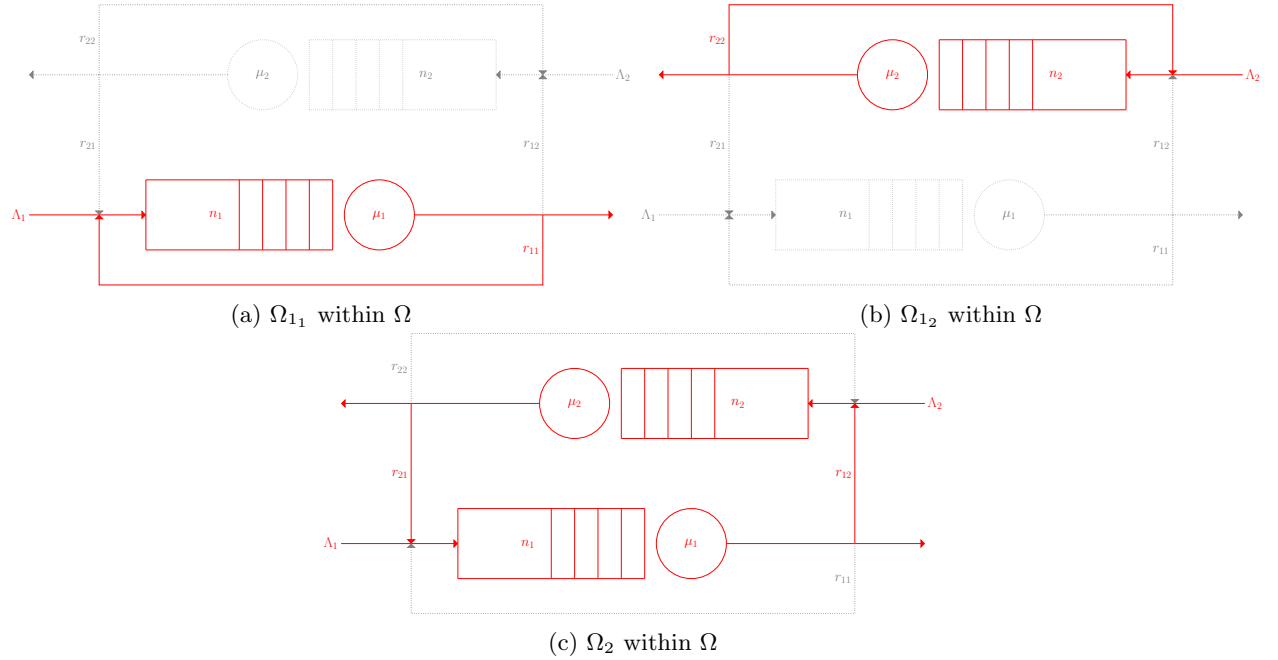 r₂₂
μ₂ n₂ Λ₂
r₂₁ r₁₂
Λ₁ n₁ μ₁
r₁₁
(a) Ω₁₁ within Ω
r₂₂
μ₂ n₂ Λ₂
r₂₁ r₁₂
Λ₁ n₁ μ₁
r₁₁
(b) Ω₁₂ within Ω
r₂₂
μ₂ n₂ Λ₂
r₂₁ r₁₂
Λ₁ n₁ μ₁
r₁₁
(c) Ω₂ within Ω